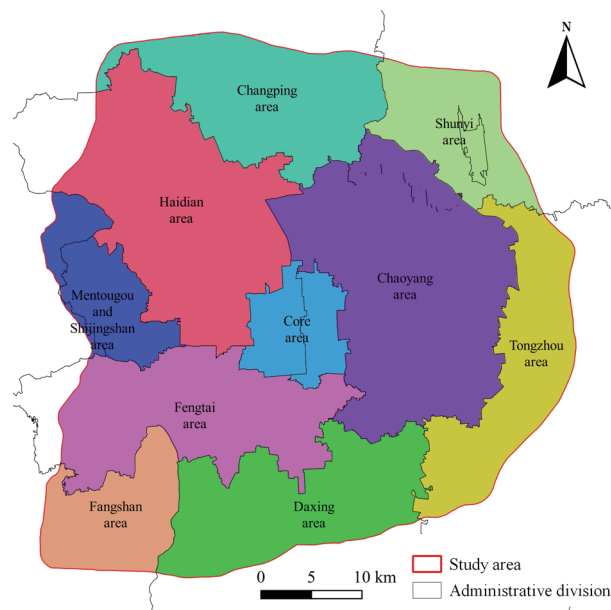 N
Changping
area
Shunyi
area
Haidian
area
Chaoyang
area
Mentougou
and
Shijingshan
area
Core
area
Tongzhou
area
Fengtai
area
Fangshan
area
Daxing
area
Study area
Administrative division
0 5 10 km